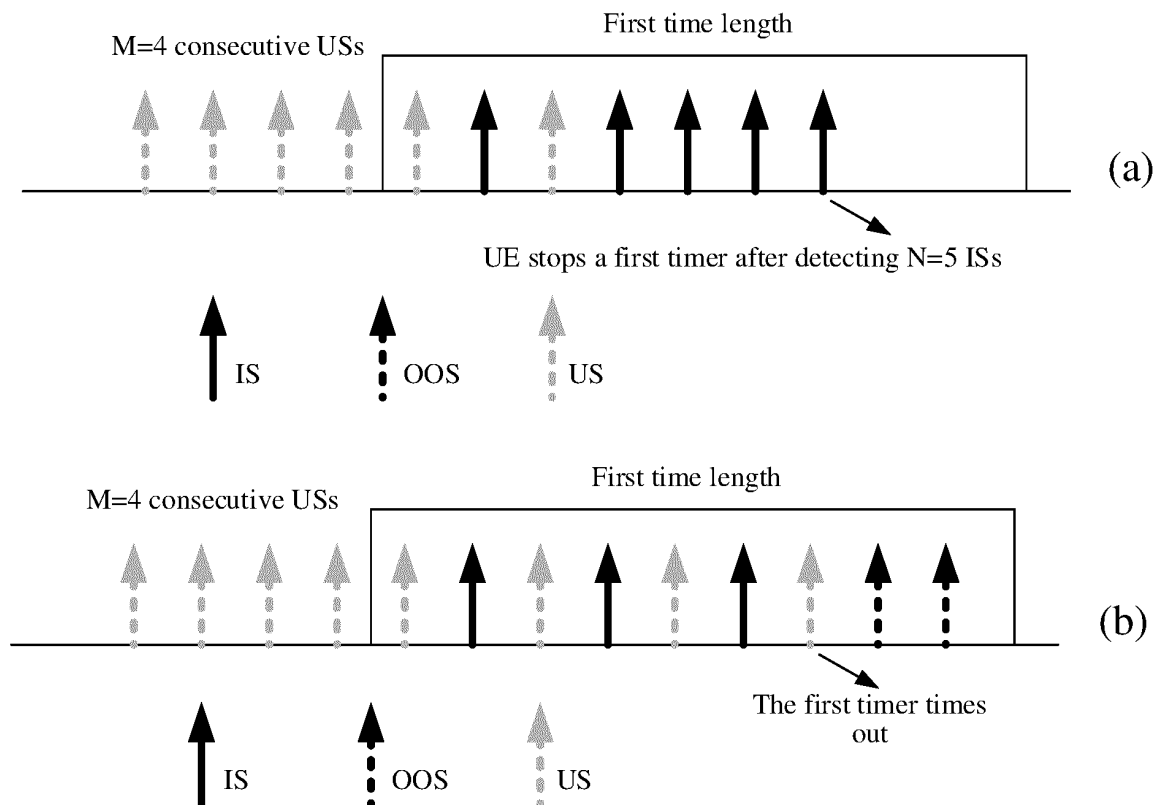 First time length
M=4 consecutive USs
(a)
UE stops a first timer after detecting N=5 ISs
IS
OOS
US
First time length
M=4 consecutive USs
(b)
The first timer times
out
IS
OOS
US